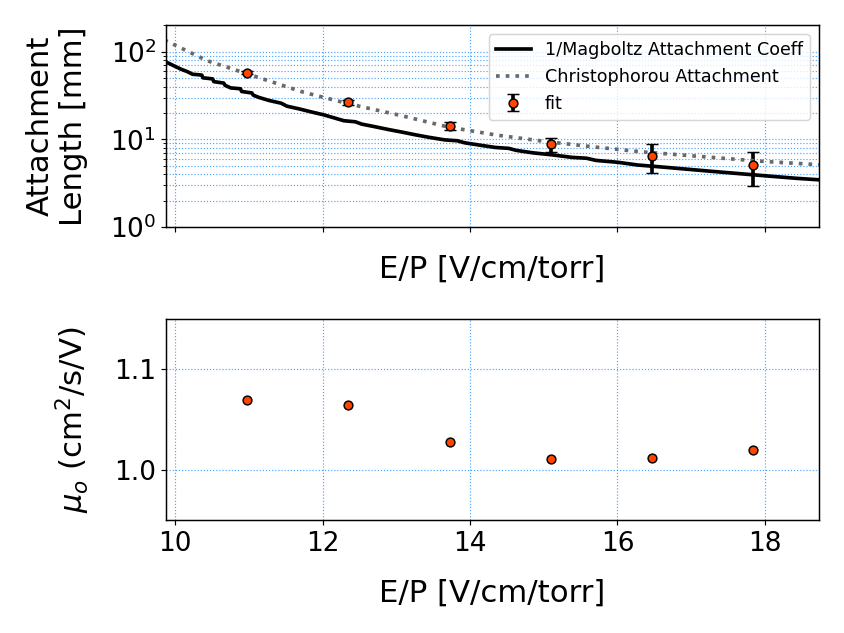 Attachment
Length [mm]
10²
10¹
10⁰
1/Magboltz Attachment Coeff
Christophorou Attachment
fit
E/P [V/cm/torr]
μₒ (cm²/s/V)
1.1
1.0
10 12 14 16 18
E/P [V/cm/torr]